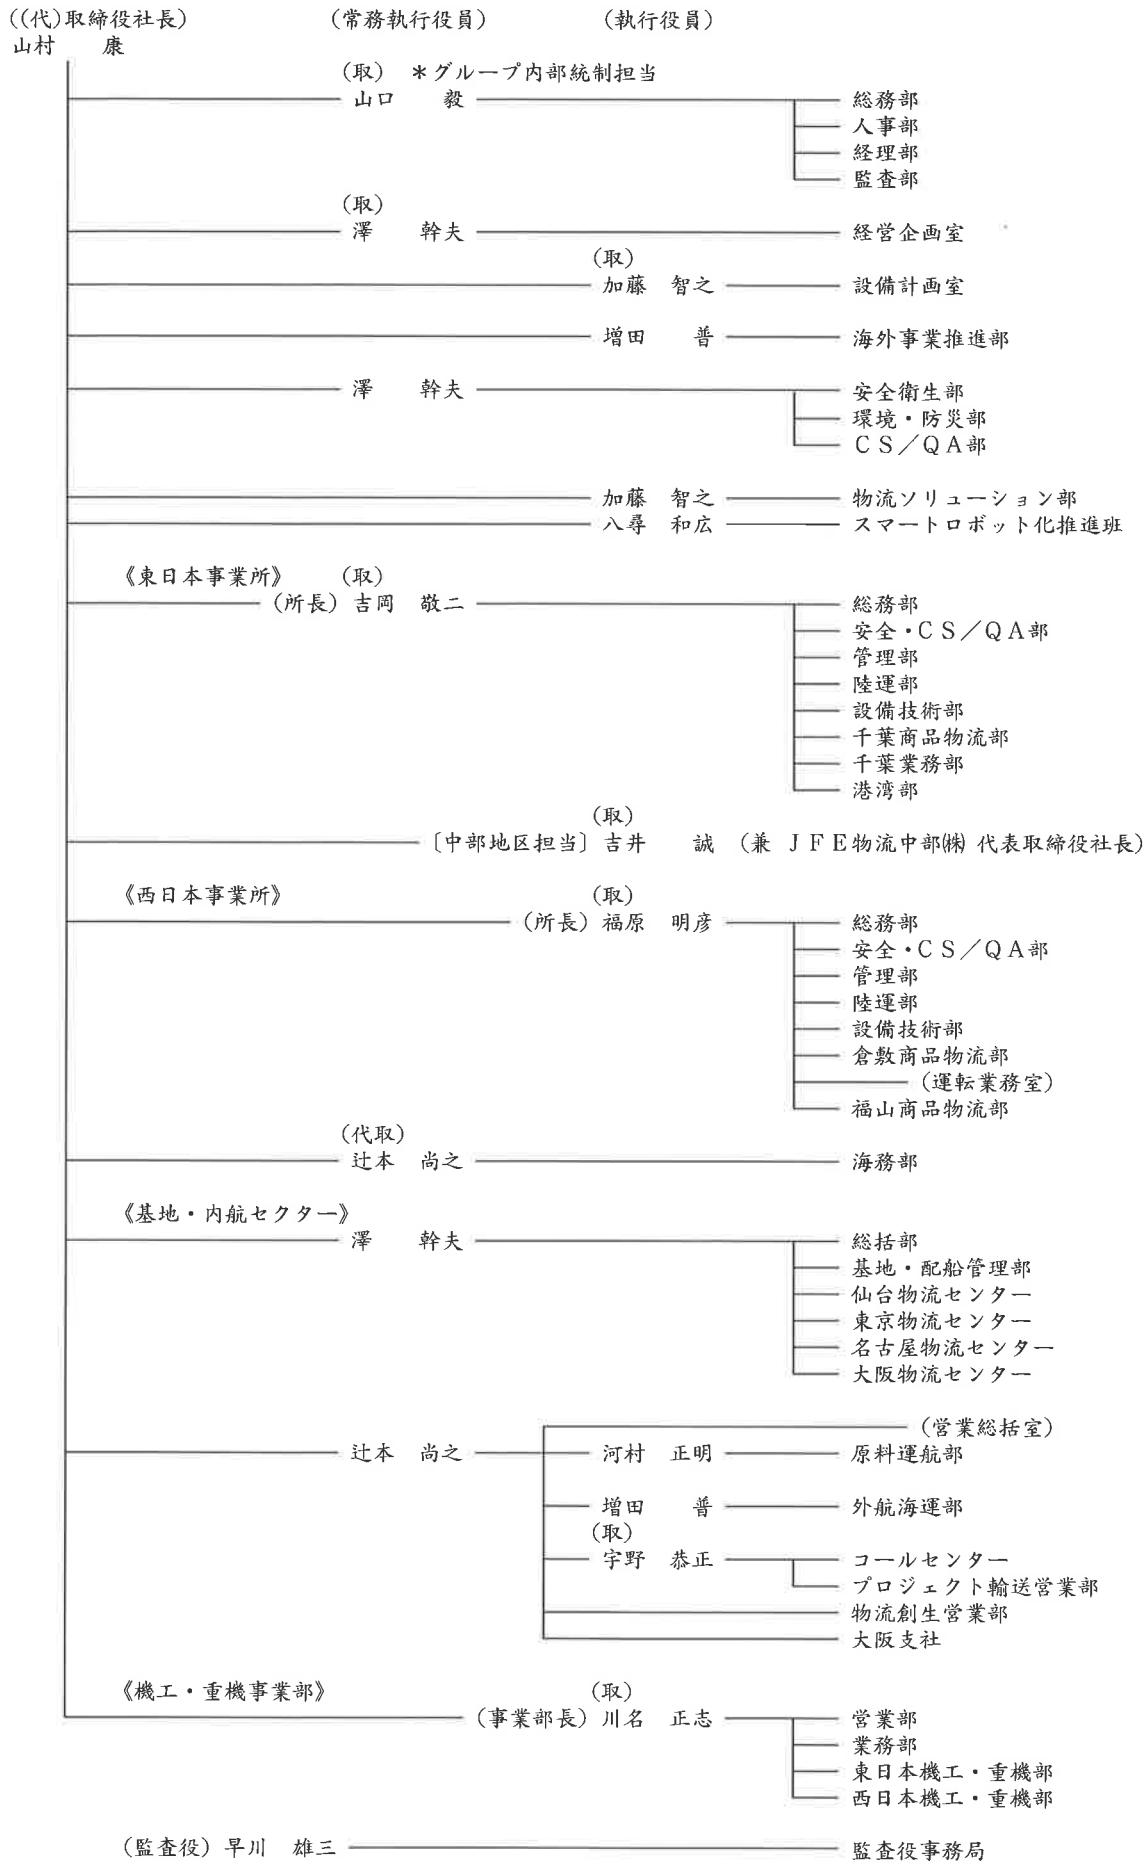 ((代)取締役社長) (常務執行役員) (執行役員)
山村 康
(取) *グループ内部統制担当
山口 毅 総務部
人事部
経理部
監査部
(取)
澤 幹夫 経営企画室
(取)
加藤 智之 設備計画室
増田 普 海外事業推進部
澤 幹夫 安全衛生部
環境・防災部
CS/QA部
加藤 智之 物流ソリューション部
八尋 和広 スマートロボット化推進班
《東日本事業所》 (取)
(所長) 吉岡 敬二 総務部
安全・CS/QA部
管理部
陸運部
設備技術部
千葉商品物流部
千葉業務部
港湾部
(取)
〔中部地区担当〕吉井 誠 (兼 JFE物流中部㈱ 代表取締役社長)
《西日本事業所》 (取)
(所長) 福原 明彦 総務部
安全・CS/QA部
管理部
陸運部
設備技術部
倉敷商品物流部
(運転業務室)
福山商品物流部
(代取)
辻本 尚之 海務部
《基地・内航セクター》
澤 幹夫 総括部
基地・配船管理部
仙台物流センター
東京物流センター
名古屋物流センター
大阪物流センター
(営業総括室)
辻本 尚之 河村 正明 原料運航部
増田 普 外航海運部
(取)
宇野 恭正 コールセンター
プロジェクト輸送営業部
物流創生営業部
大阪支社
《機工・重機事業部》 (取)
(事業部長) 川名 正志 営業部
業務部
東日本機工・重機部
西日本機工・重機部
(監査役) 早川 雄三 監査役事務局